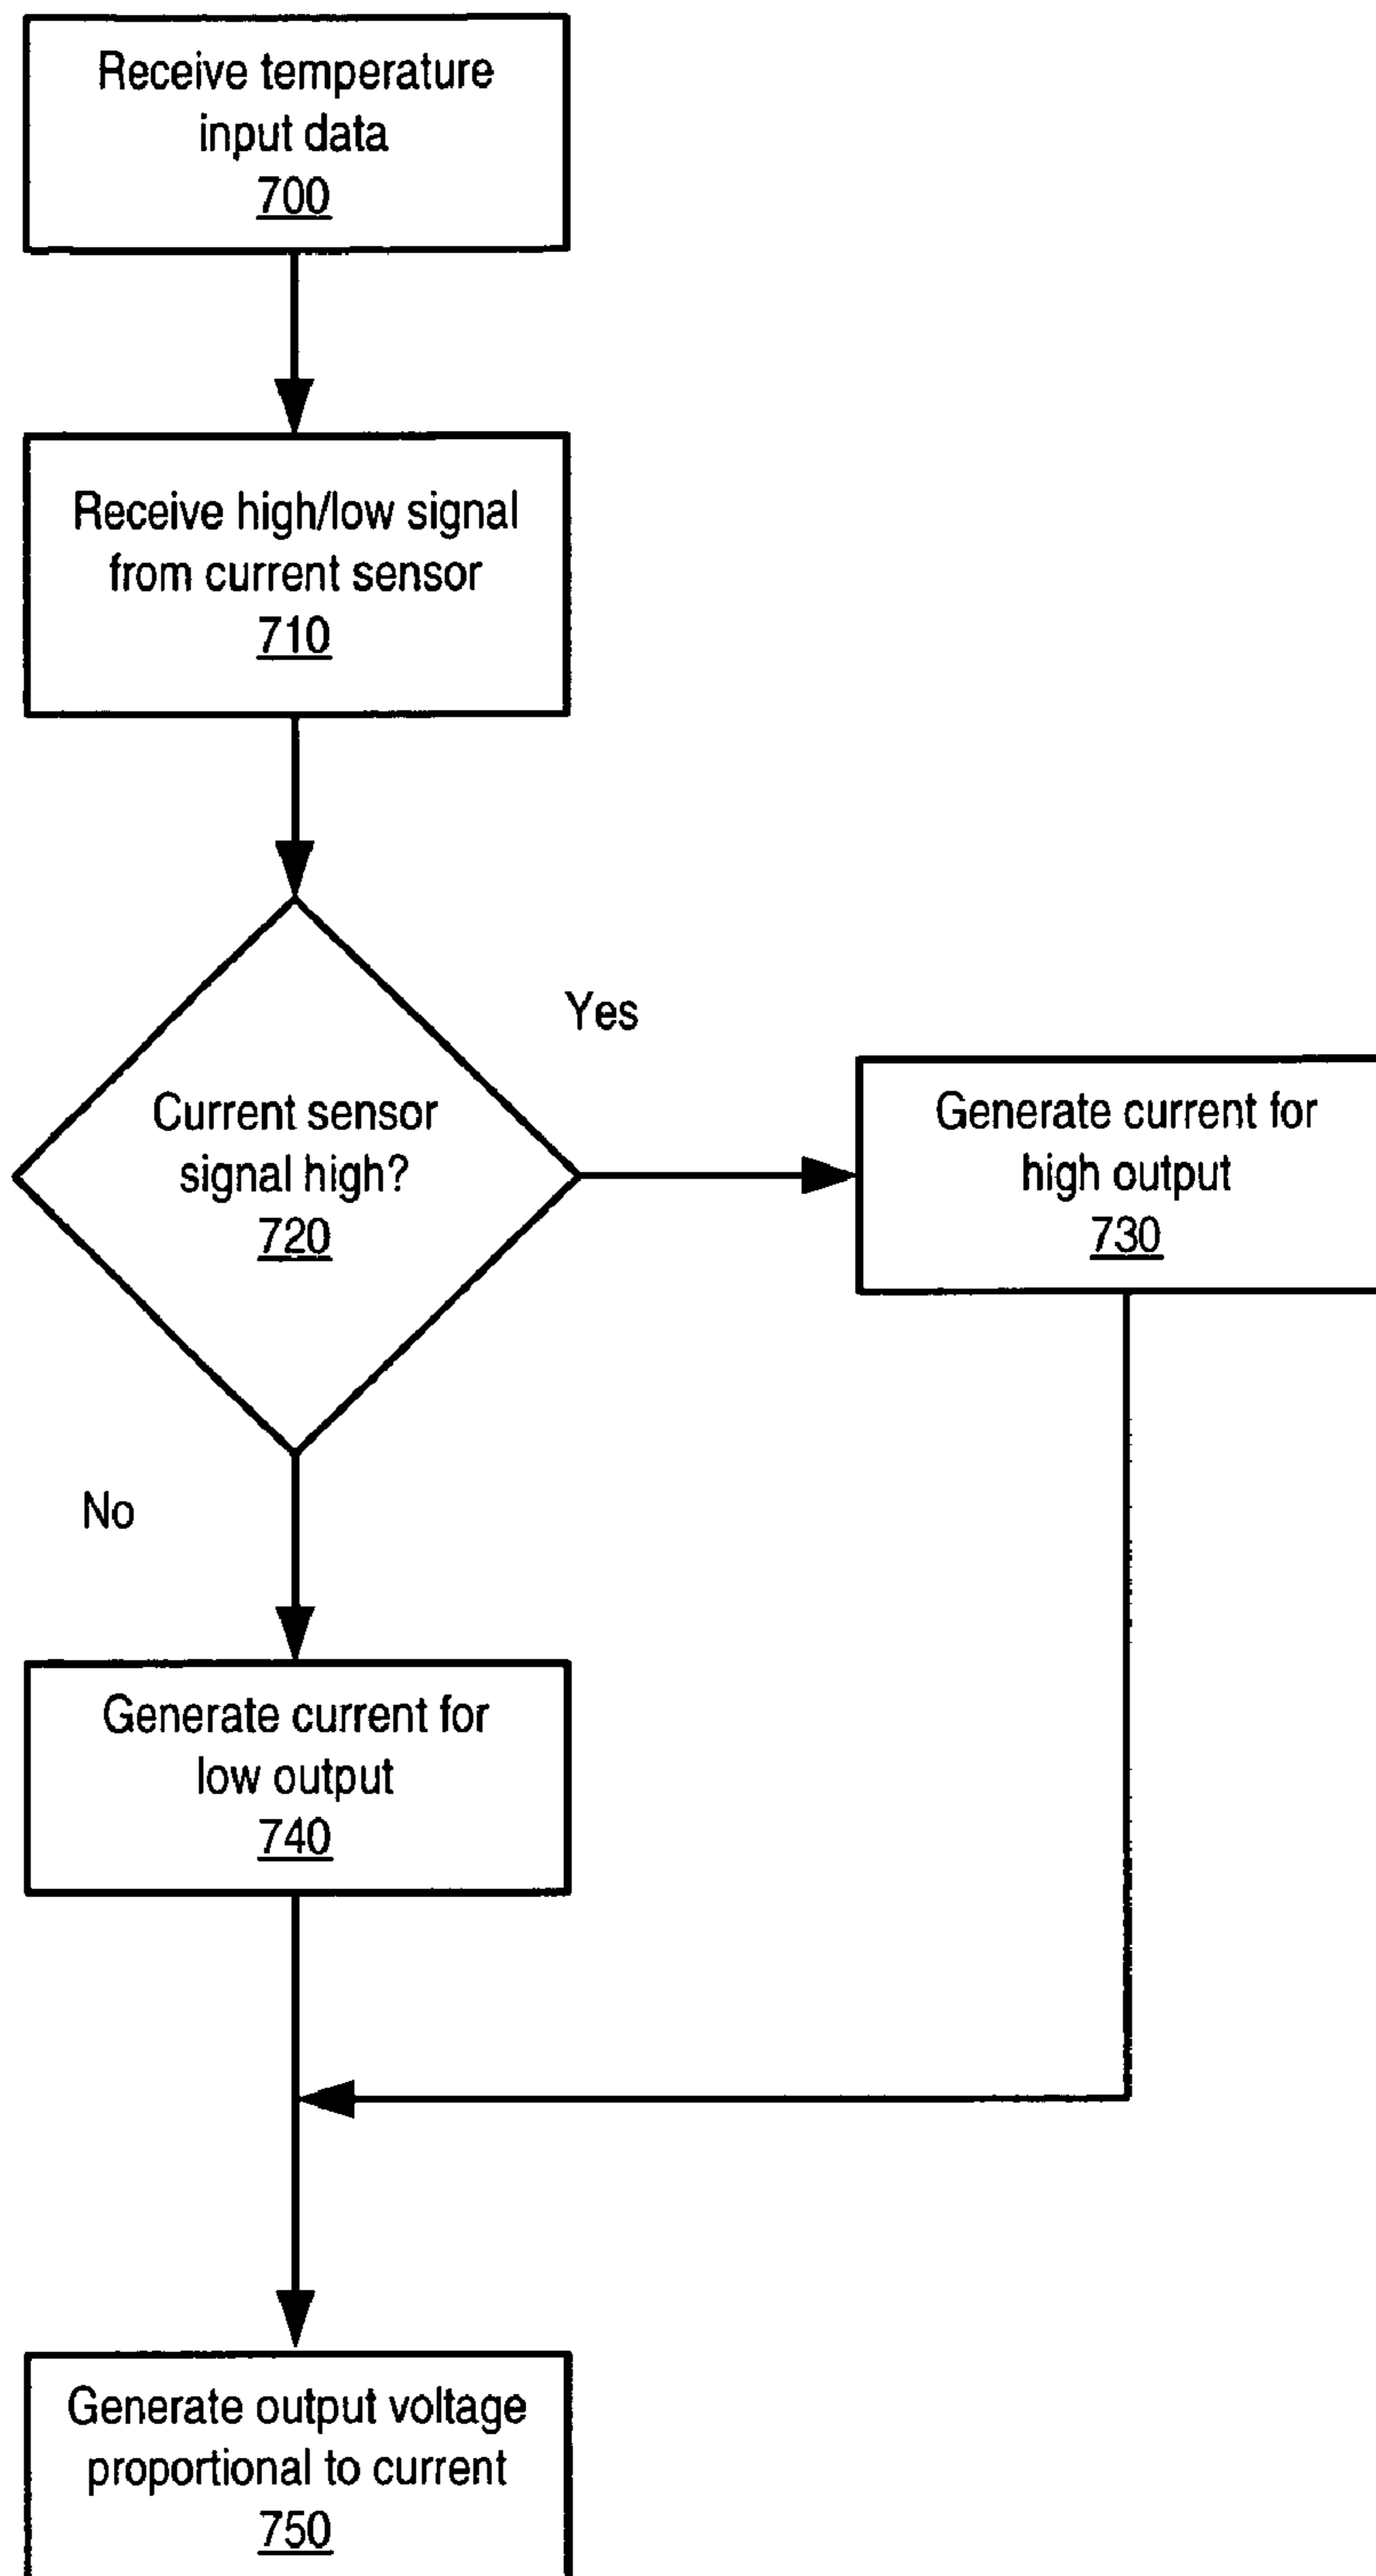 Receive temperature
input data
700
Receive high/low signal
from current sensor
710
Yes
Current sensor
signal high?
720
Generate current for
high output
730
No
Generate current for
low output
740
Generate output voltage
proportional to current
750